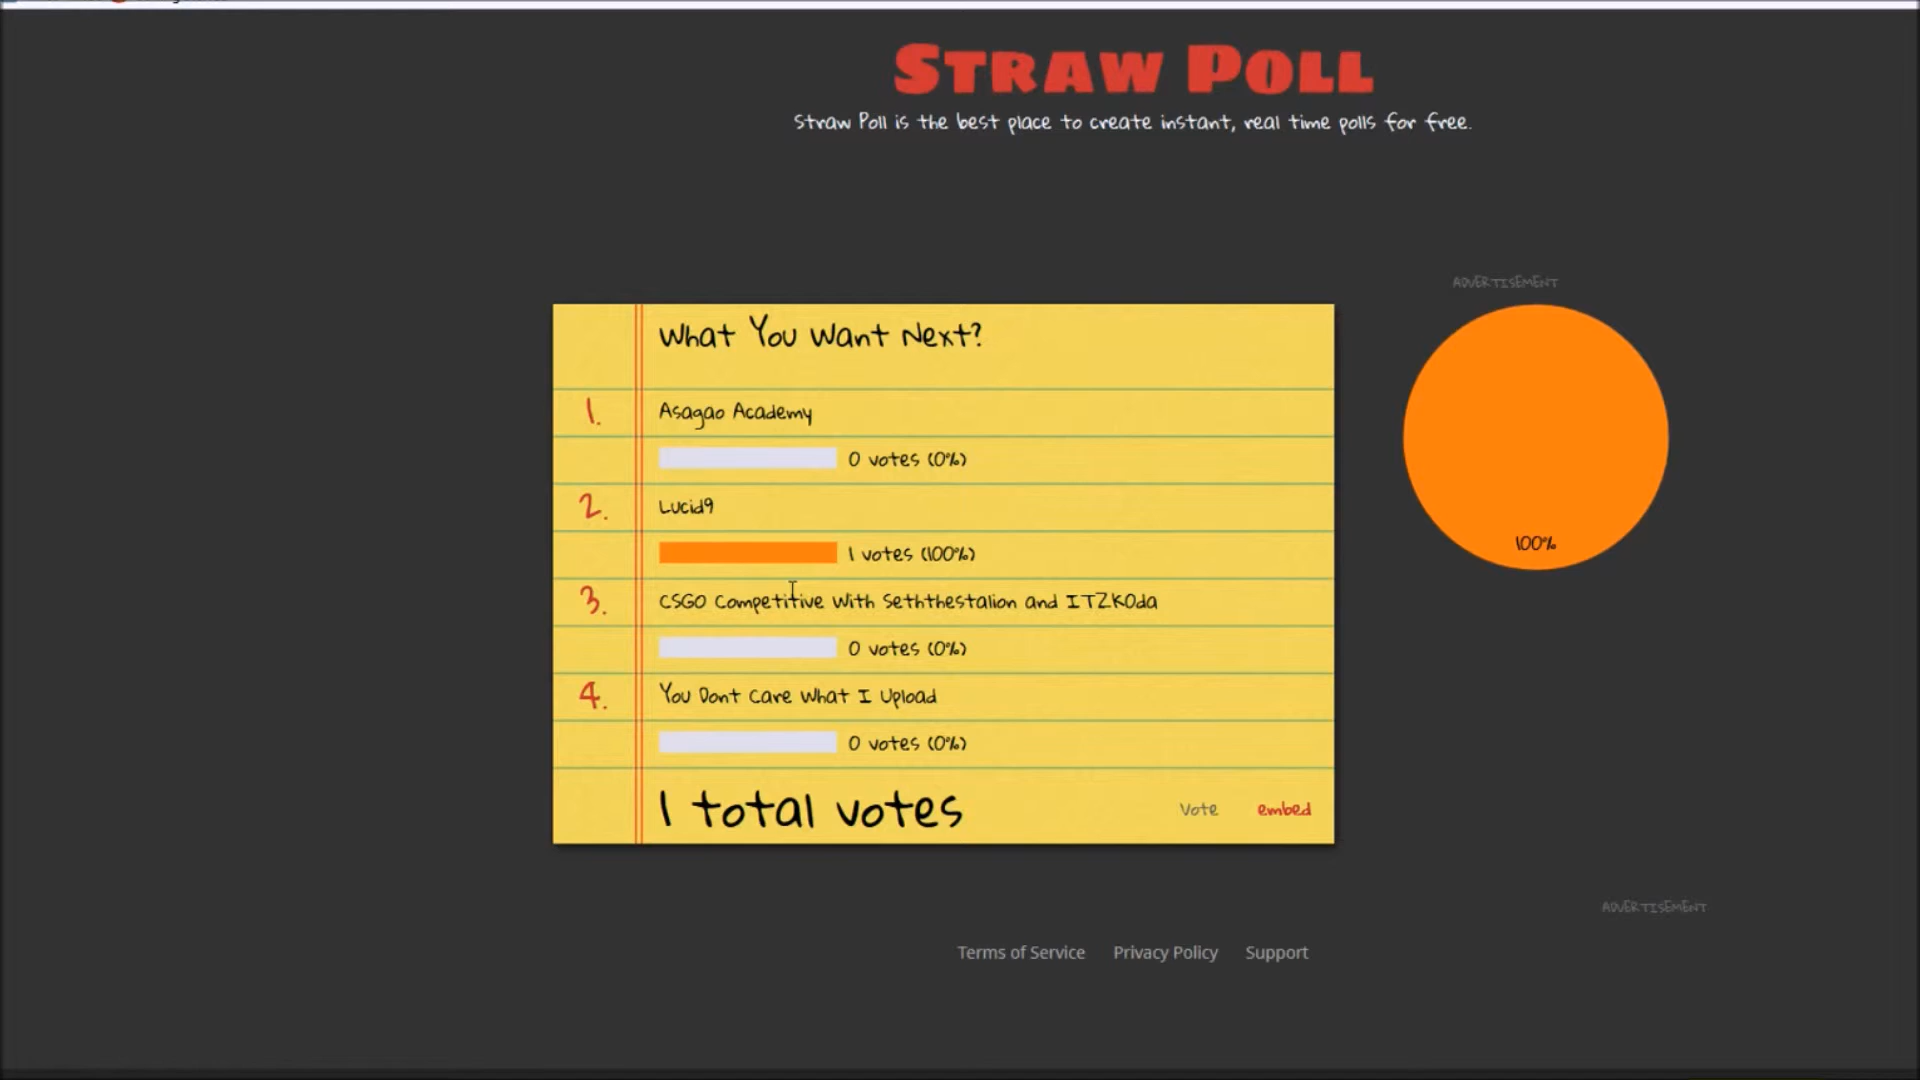 Straw Poll
Straw Poll is the best place to create instant, real time polls for free.
ADVERTISEMENT
What You Want Next?
1. Asagao Academy
0 votes (0%)
2. Lucid9
1 votes (100%)
3. CSGO Competitive With Seththestalion and ITZK0da
0 votes (0%)
4. You Dont Care What I Upload
0 votes (0%)
1 total votes
Vote embed
100%
ADVERTISEMENT
Terms of Service Privacy Policy Support